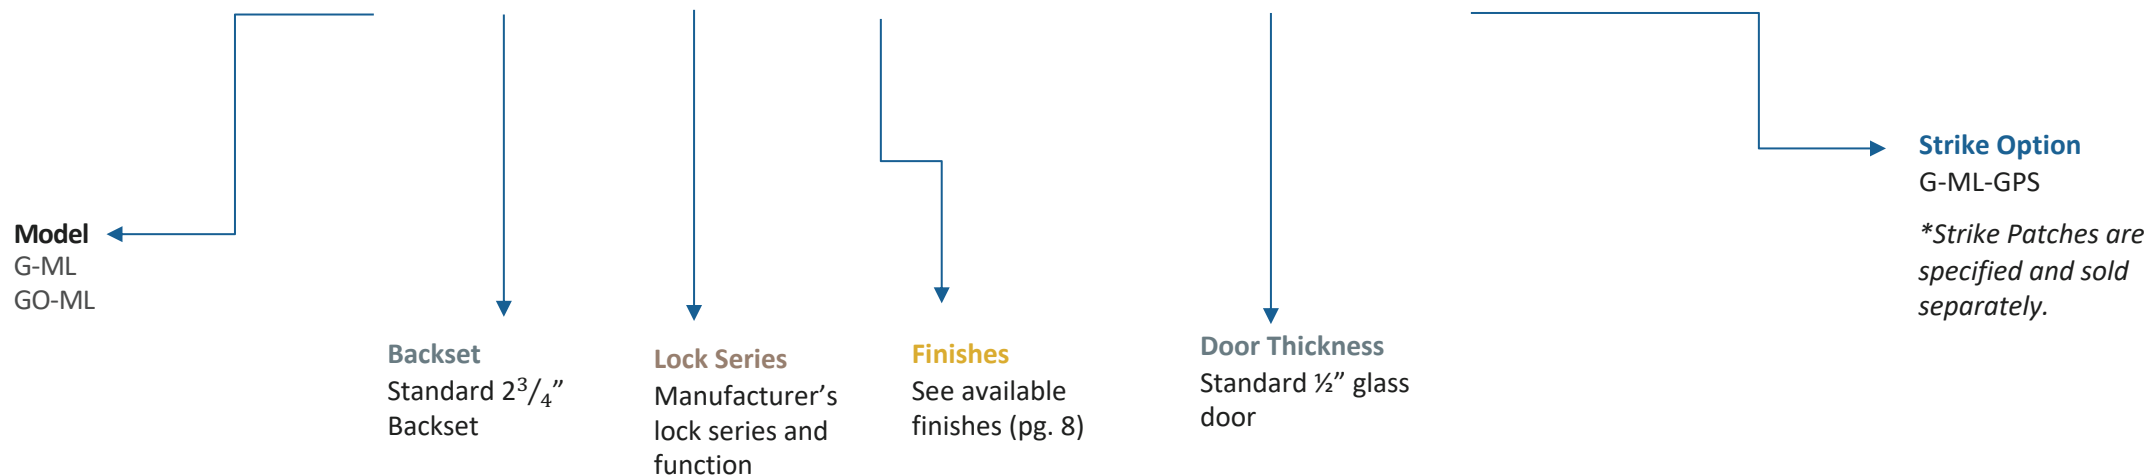 Model
G-ML
GO-ML
Backset
Standard 2³/₄”
Backset
Lock Series
Manufacturer’s
lock series and
function
Finishes
See available
finishes (pg. 8)
Door Thickness
Standard ½” glass
door
Strike Option
G-ML-GPS
*Strike Patches are
specified and sold
separately.